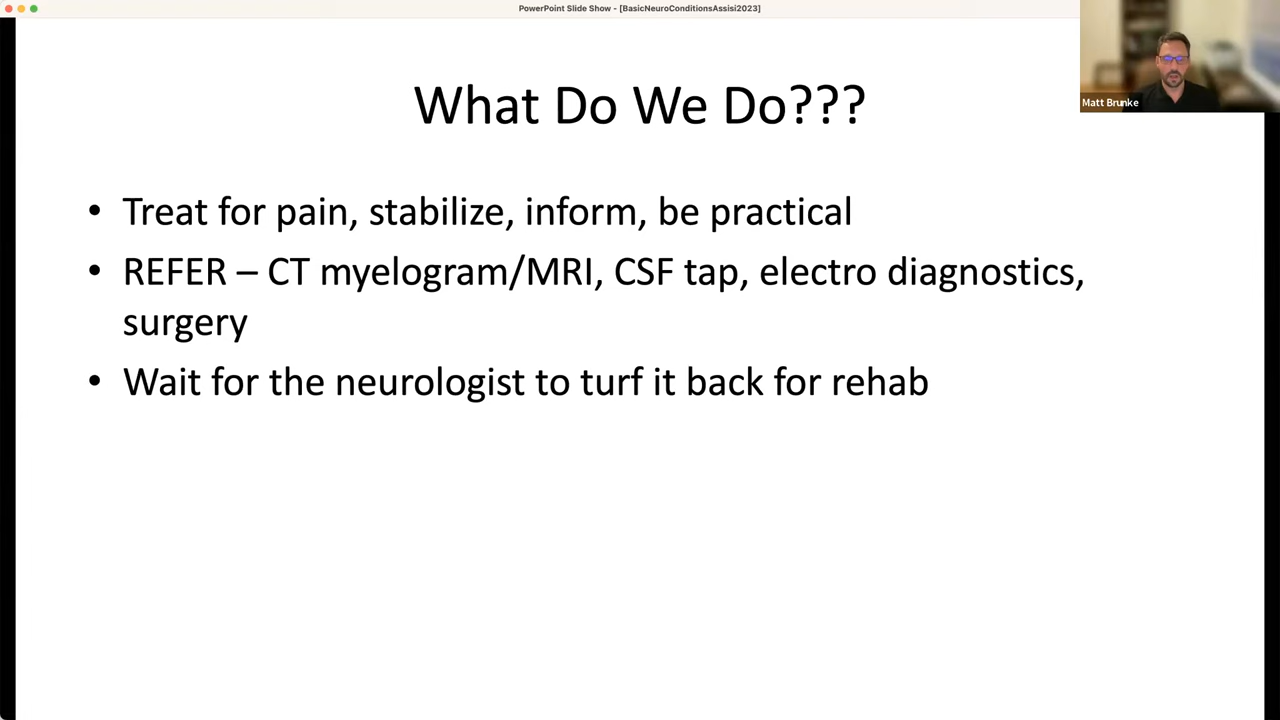 PowerPoint Slide Show - [BasicNeuroConditionsAssisi2023]
What Do We Do???
• Treat for pain, stabilize, inform, be practical
• REFER – CT myelogram/MRI, CSF tap, electro diagnostics,
surgery
• Wait for the neurologist to turf it back for rehab
Matt Brunke